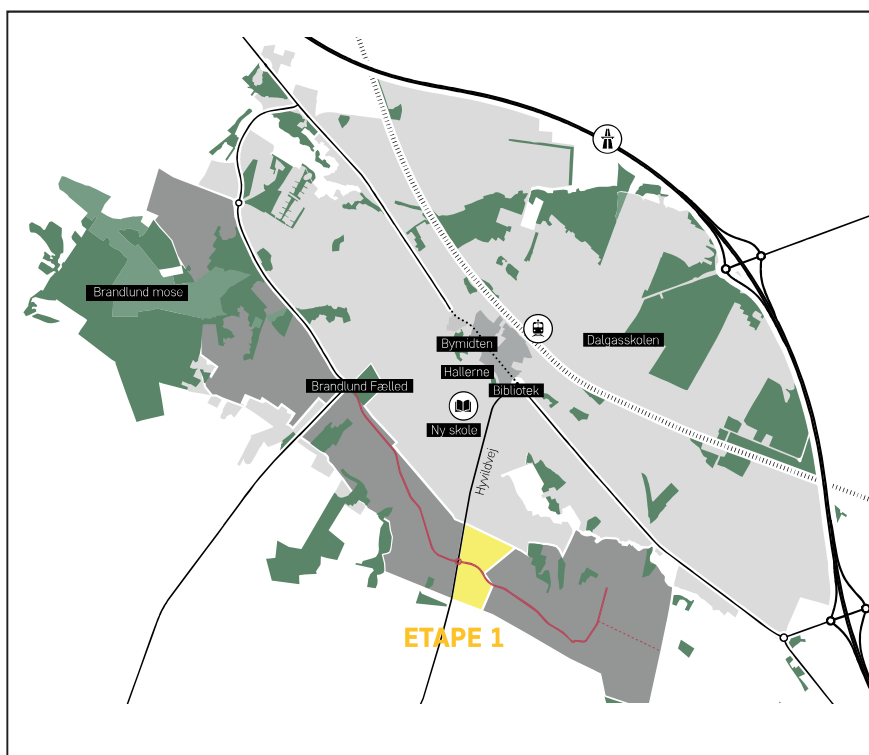 Brandlund mose
Bymidten
Dalgasskolen
Hallerne
Brandlund Fælled
Bibliotek
Ny skole
Hyvildvej
ETAPE 1